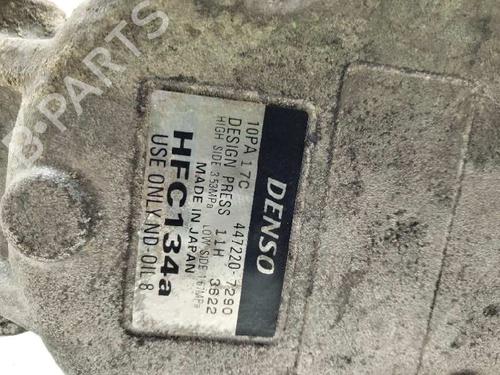 B-PARTS
DENSO
10PA17C 447220-7290
DESIGN PRESS 11H 3822
HIGH SIDE 3.53MPa LOW SIDE 1.67MPa
MADE IN JAPAN
HFC134a
USE ONLY ND-OIL 8